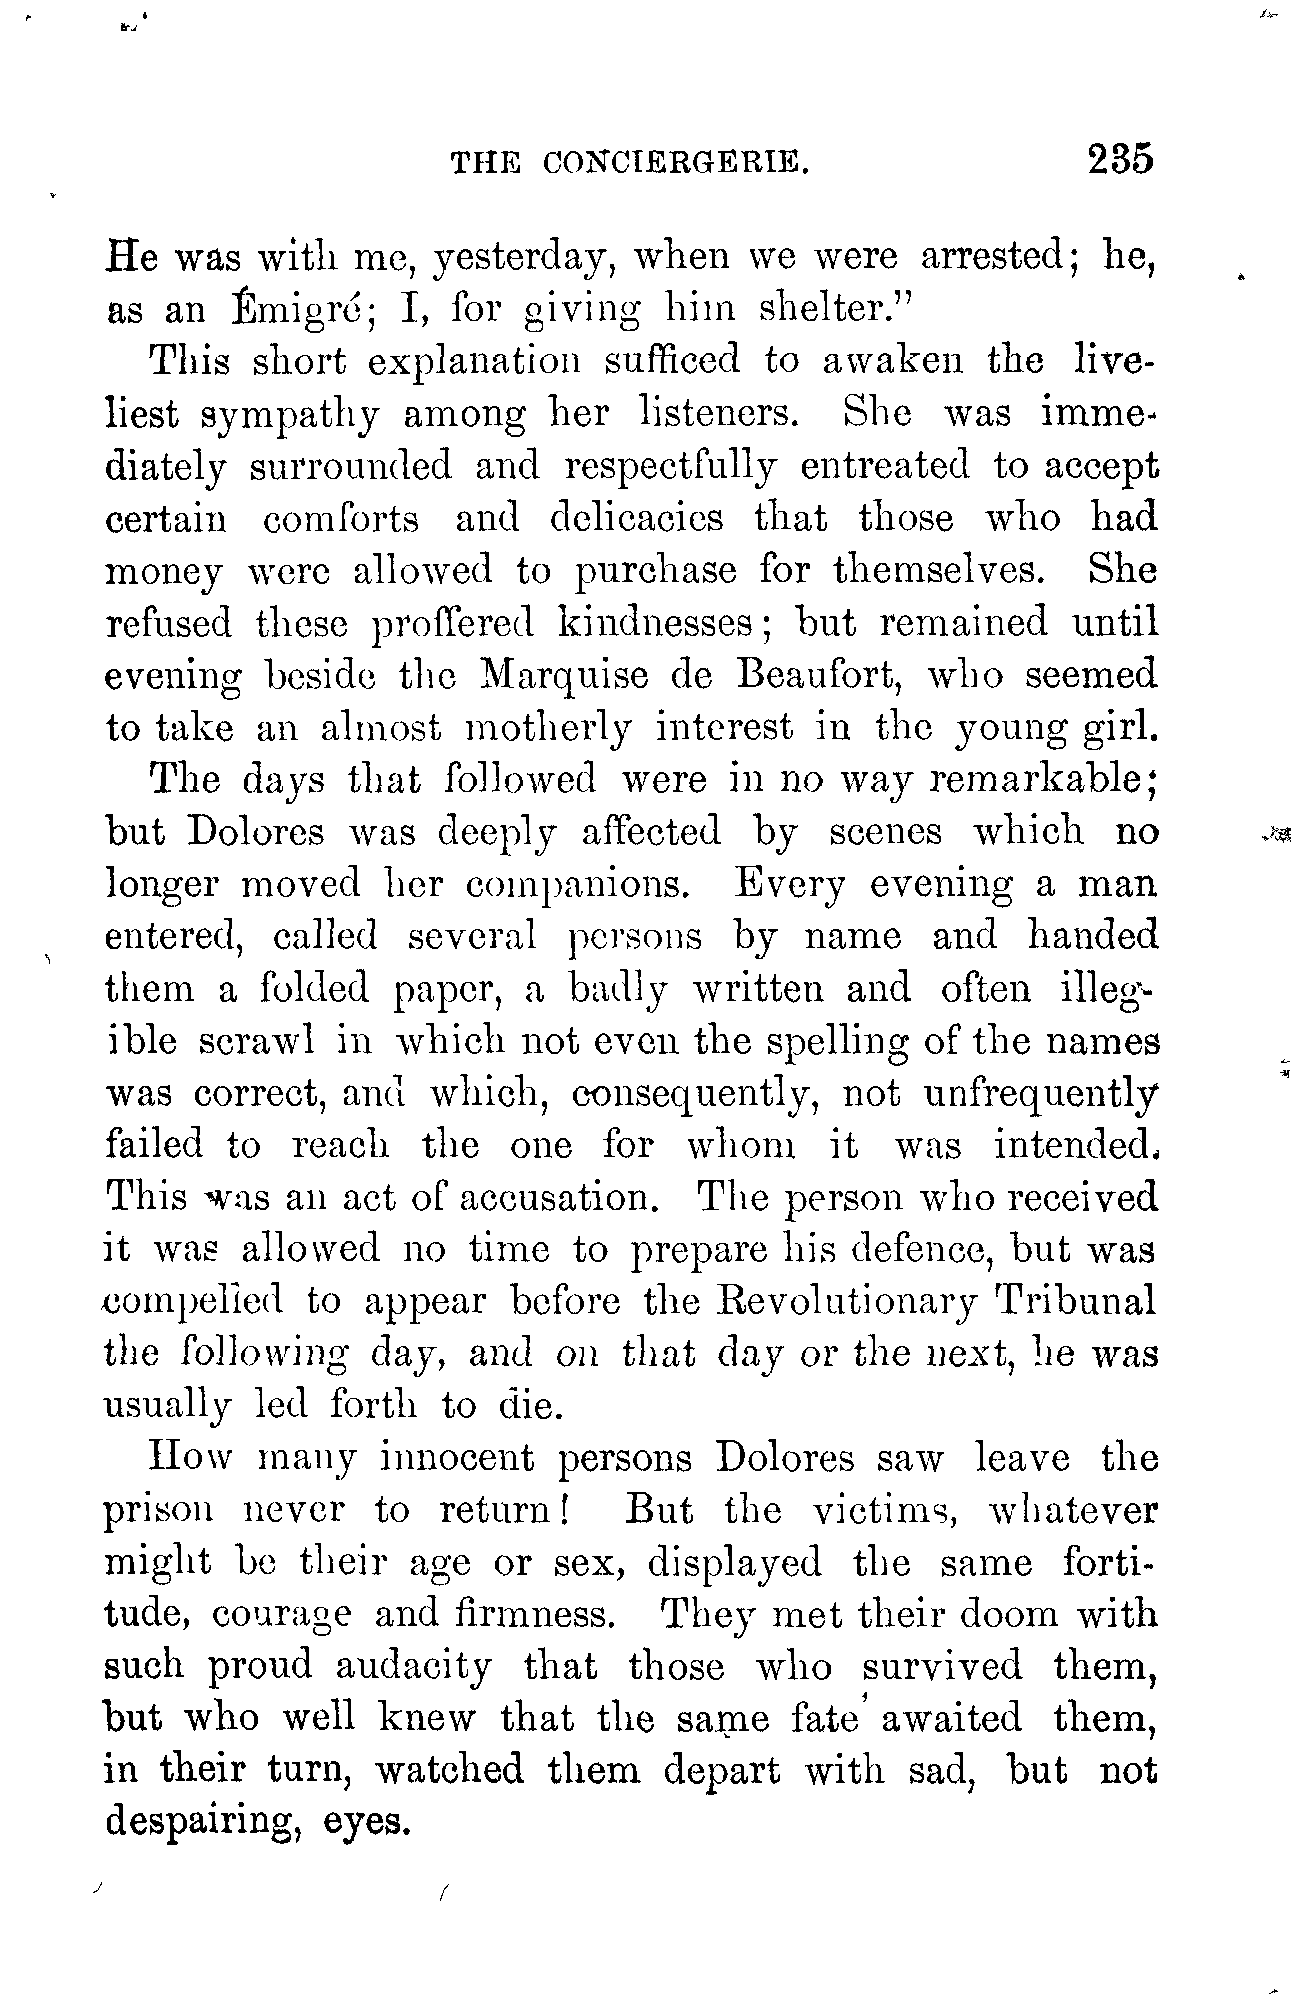 THE CONCIERGERIE. 235
He was with me, yesterday, when we were arrested; he,
as an Émigré; I, for giving him shelter."
This short explanation sufficed to awaken the live-
liest sympathy among her listeners. She was imme-
diately surrounded and respectfully entreated to accept
certain comforts and delicacies that those who had
money were allowed to purchase for themselves. She
refused these proffered kindnesses; but remained until
evening beside the Marquise de Beaufort, who seemed
to take an almost motherly interest in the young girl.
The days that followed were in no way remarkable;
but Dolores was deeply affected by scenes which no
longer moved her companions. Every evening a man
entered, called several persons by name and handed
them a folded paper, a badly written and often illeg-
ible scrawl in which not even the spelling of the names
was correct, and which, consequently, not unfrequently
failed to reach the one for whom it was intended.
This was an act of accusation. The person who received
it was allowed no time to prepare his defence, but was
compelled to appear before the Revolutionary Tribunal
the following day, and on that day or the next, he was
usually led forth to die.
How many innocent persons Dolores saw leave the
prison never to return! But the victims, whatever
might be their age or sex, displayed the same forti-
tude, courage and firmness. They met their doom with
such proud audacity that those who survived them,
but who well knew that the same fate awaited them,
in their turn, watched them depart with sad, but not
despairing, eyes.